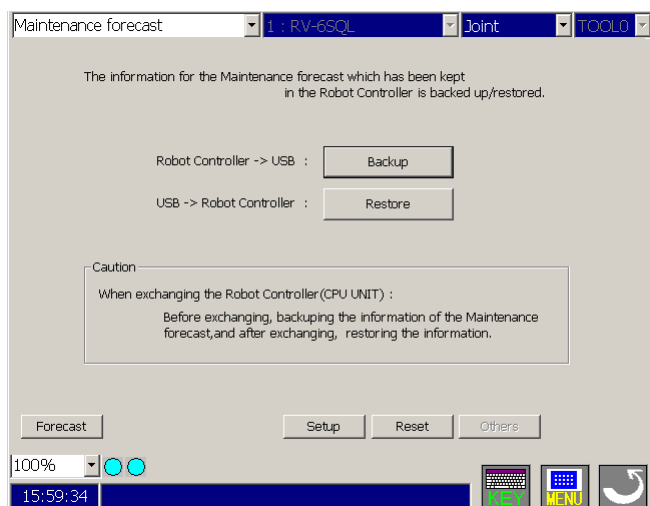 Maintenance forecast 1 : RV-6SQL Joint TOOL0
The information for the Maintenance forecast which has been kept
in the Robot Controller is backed up/restored.
Robot Controller -> USB : Backup
USB -> Robot Controller : Restore
Caution
When exchanging the Robot Controller(CPU UNIT) :
Before exchanging, backuping the information of the Maintenance
forecast,and after exchanging, restoring the information.
Forecast Setup Reset Others
100%
15:59:34 KEY MENU